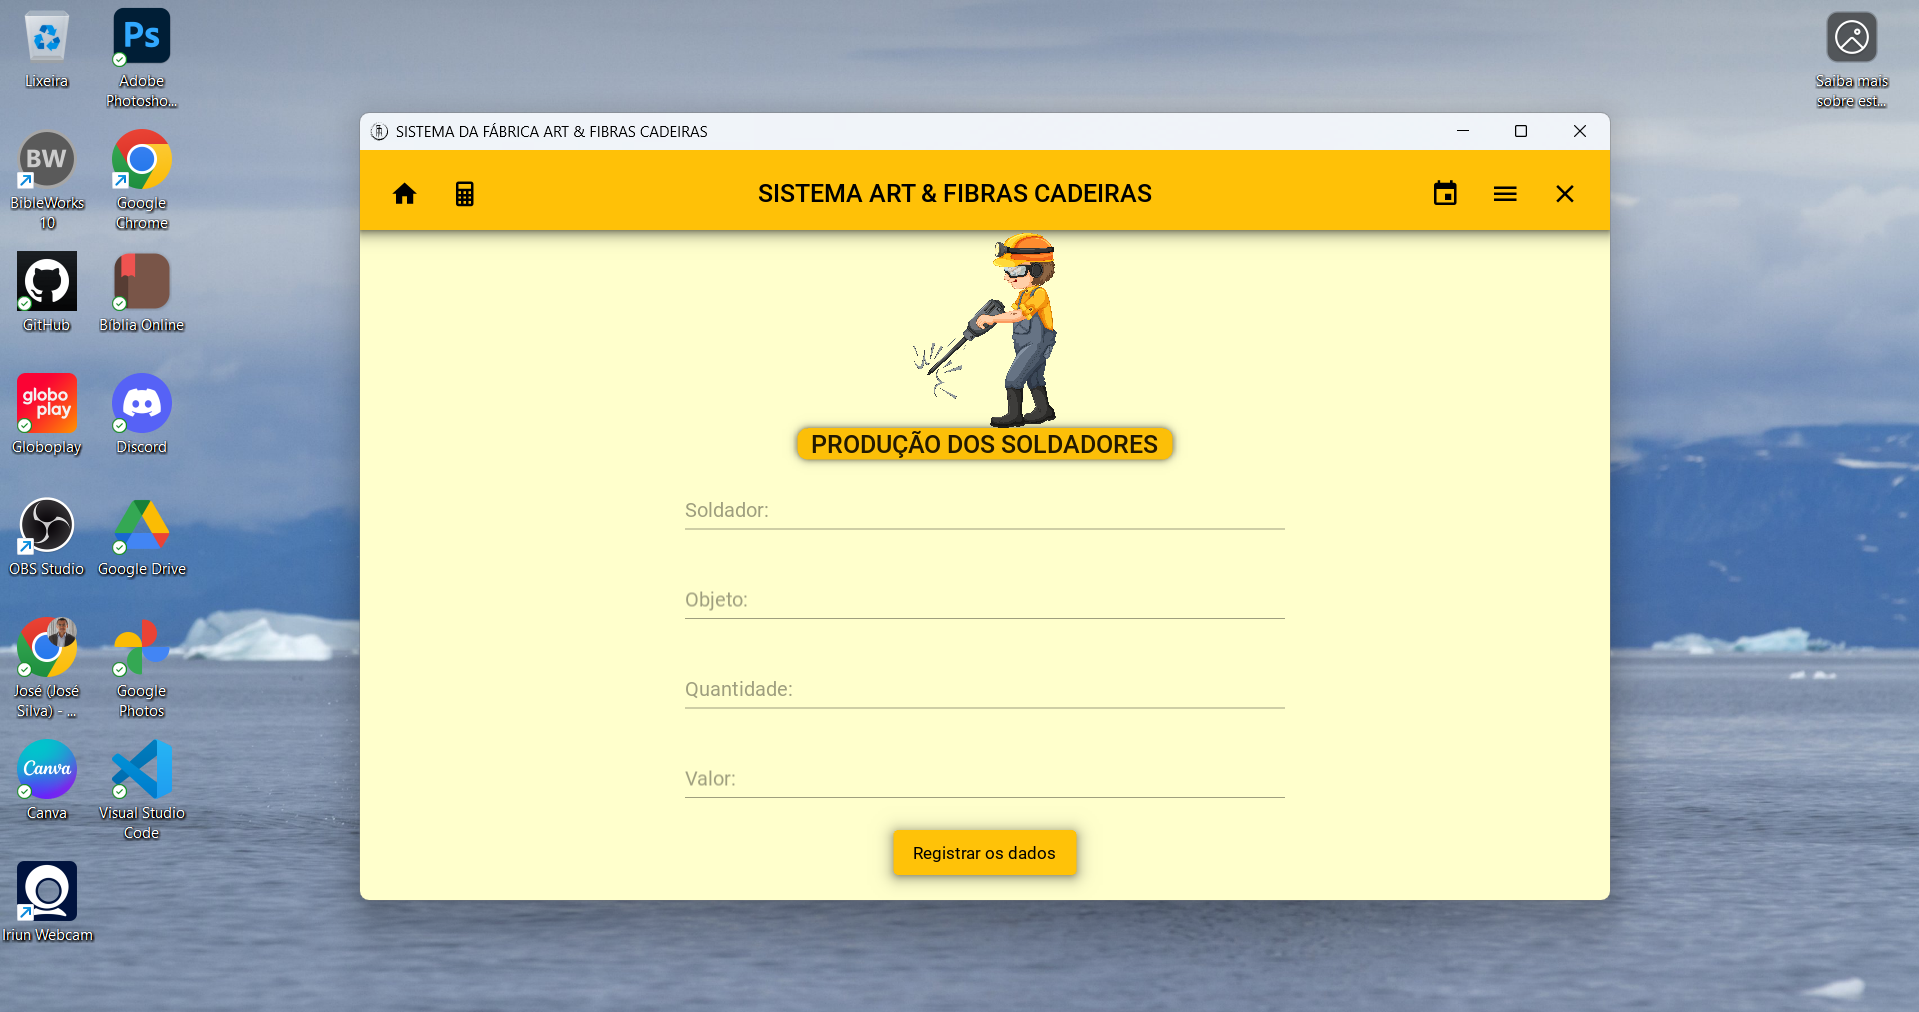 Lixeira
Ps
Adobe
Photosho...
BW
BibleWorks
10
Google
Chrome
GitHub
Bíblia Online
globo
play
Globoplay
Discord
OBS Studio
Google Drive
José (José
Silva) - ...
Google
Photos
Canva
Canva
Visual Studio
Code
Iriun Webcam
Saiba mais
sobre est...
SISTEMA DA FÁBRICA ART & FIBRAS CADEIRAS
SISTEMA ART & FIBRAS CADEIRAS
PRODUÇÃO DOS SOLDADORES
Soldador:
Objeto:
Quantidade:
Valor:
Registrar os dados